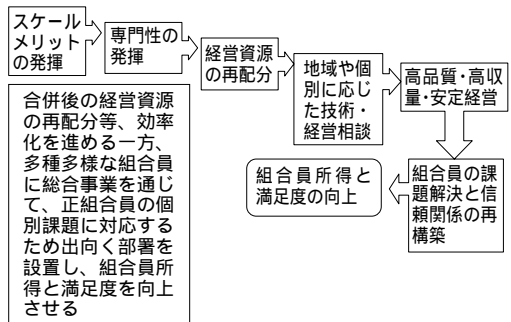 スケール
メリット
の発揮
専門性の
発揮
経営資源
の再配分
地域や個
別に応じ
た技術・
経営相談
高品質・高収
量・安定経営
組合員の課
題解決と信
頼関係の再
構築
組合員所得と
満足度の向上
合併後の経営資源
の再配分等、効率
化を進める一方、
多種多様な組合員
に総合事業を通じ
て、正組合員の個
別課題に対応する
ため出向く部署を
設置し、組合員所
得と満足度を向上
させる